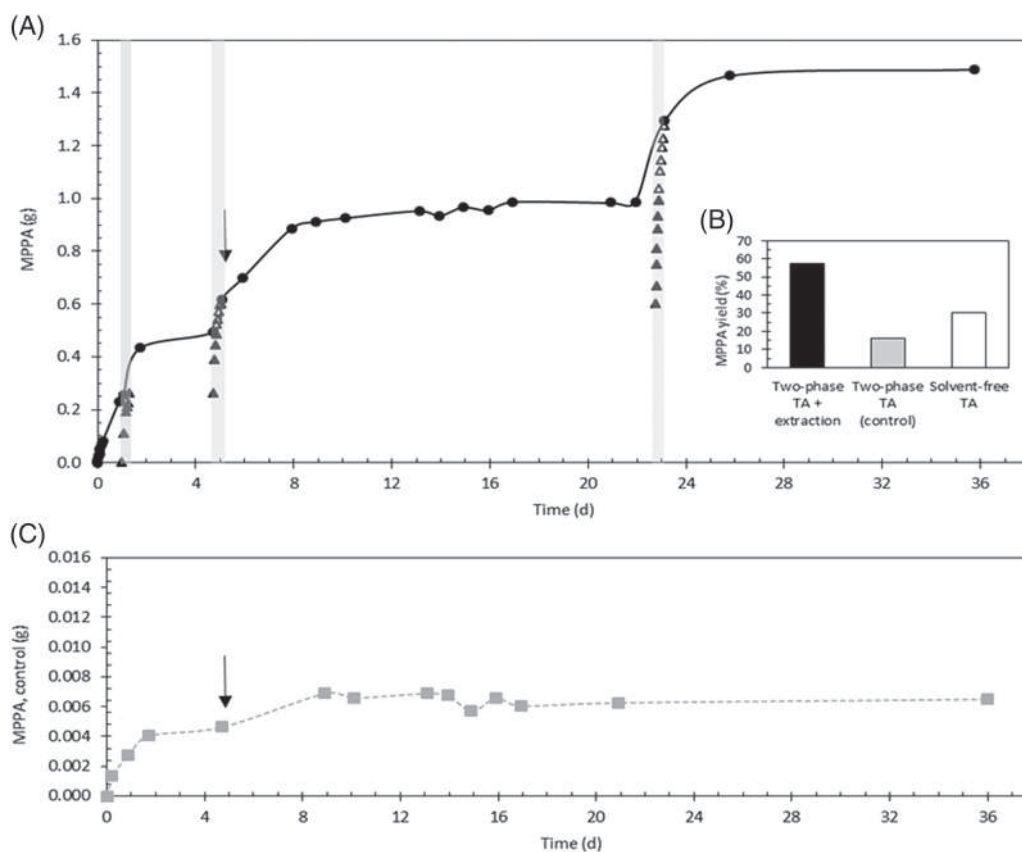 (A)
1.6
1.4
1.2
1.0
0.8
0.6
0.4
0.2
0.0
MPPA (g)
0 4 8 12 16 20 24 28 32 36
Time (d)
(B)
70
60
50
40
30
20
10
0
MPPA yield (%)
Two-phase Two-phase Solvent-free
TA + TA TA
extraction (control)
(C)
0.016
0.014
0.012
0.010
0.008
0.006
0.004
0.002
0.000
MPPA, control (g)
0 4 8 12 16 20 24 28 32 36
Time (d)